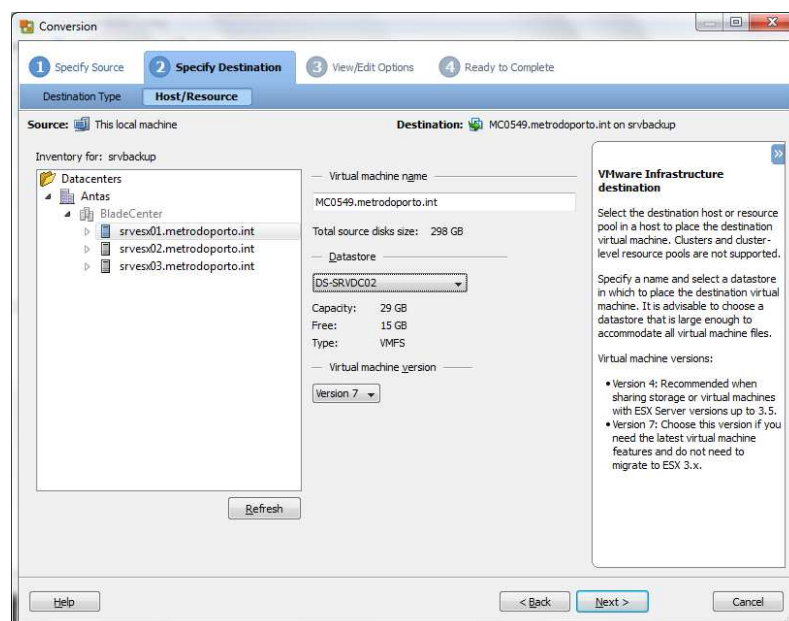 Conversion
1 Specify Source 2 Specify Destination 3 View/Edit Options 4 Ready to Complete
Destination Type Host/Resource
Source: This local machine Destination: MC0549.metrodoporto.int on srvbackup
Inventory for: srvbackup
Datacenters
Antas
BladeCenter
srvesx01.metrodoporto.int
srvesx02.metrodoporto.int
srvesx03.metrodoporto.int
Refresh
Virtual machine name
MC0549.metrodoporto.int
Total source disks size: 298 GB
Datastore
DS-SRVDC02
Capacity: 29 GB
Free: 15 GB
Type: VMFS
Virtual machine version
Version 7
»
VMware Infrastructure
destination
Select the destination host or resource
pool in a host to place the destination
virtual machine. Clusters and cluster-
level resource pools are not supported.
Specify a name and select a datastore
in which to place the destination virtual
machine. It is advisable to choose a
datastore that is large enough to
accommodate all virtual machine files.
Virtual machine versions:
• Version 4: Recommended when
sharing storage or virtual machines
with ESX Server versions up to 3.5.
• Version 7: Choose this version if you
need the latest virtual machine
features and do not need to
migrate to ESX 3.x.
Help < Back Next > Cancel